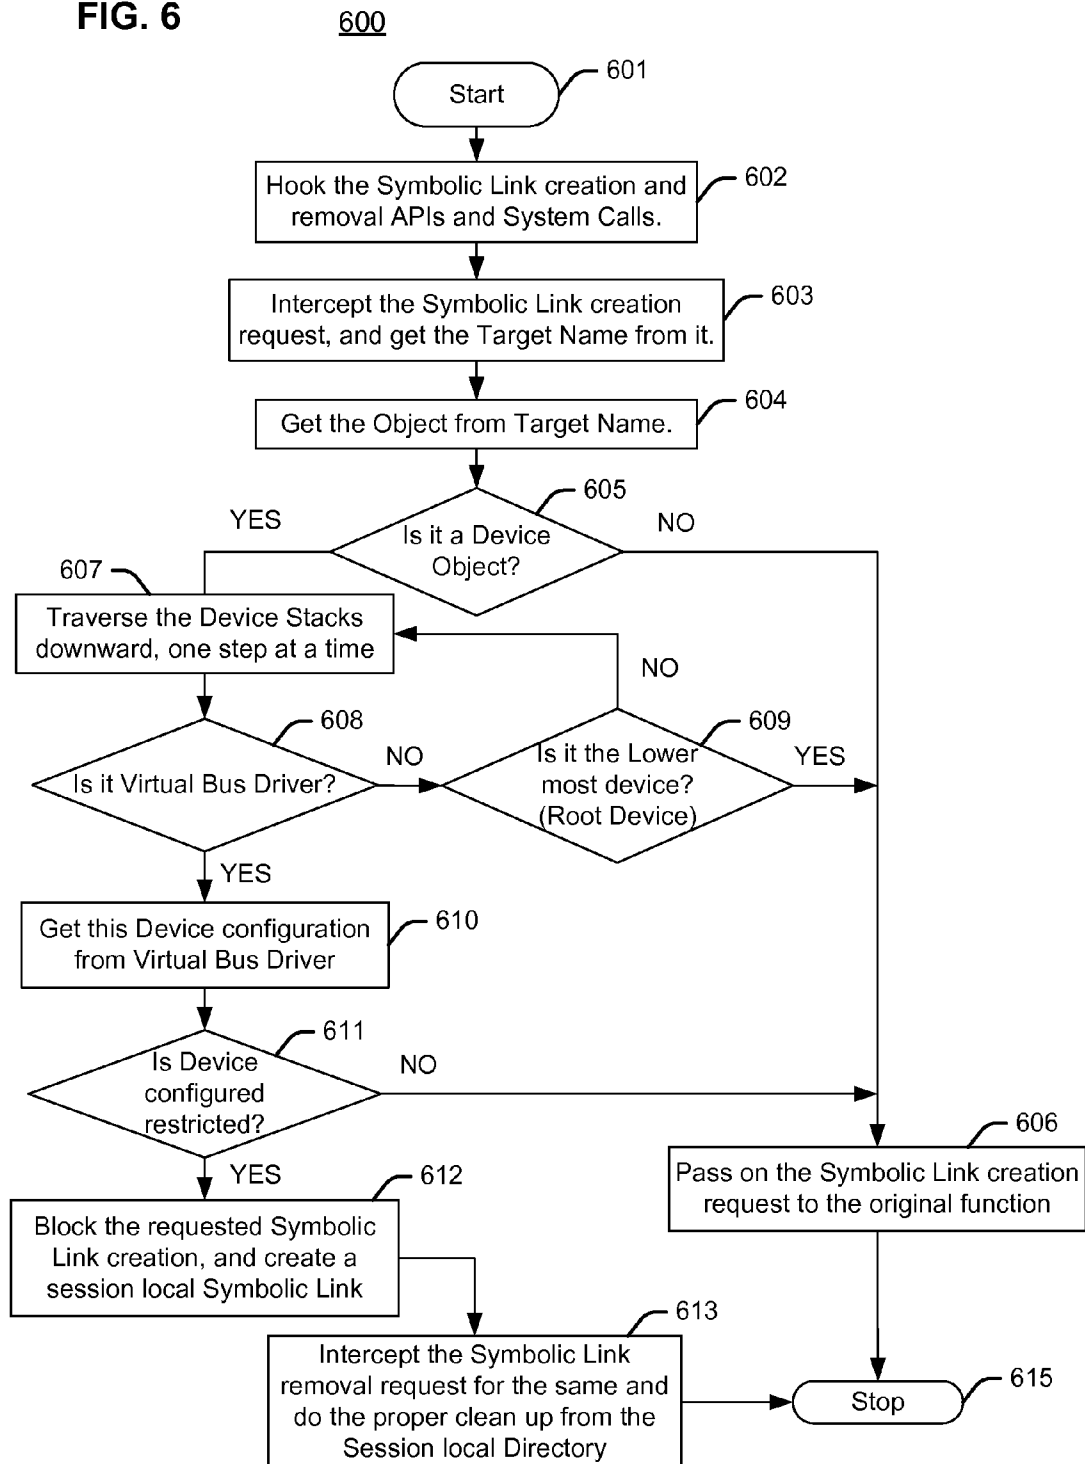 FIG. 6
600
Start
601
Hook the Symbolic Link creation and
removal APIs and System Calls.
602
Intercept the Symbolic Link creation
request, and get the Target Name from it.
603
Get the Object from Target Name.
604
605
YES
Is it a Device
Object?
NO
607
Traverse the Device Stacks
downward, one step at a time
NO
608
Is it Virtual Bus Driver?
NO
609
Is it the Lower
most device?
(Root Device)
YES
YES
Get this Device configuration
from Virtual Bus Driver
610
611
Is Device
configured
restricted?
NO
YES
606
Pass on the Symbolic Link creation
request to the original function
612
Block the requested Symbolic
Link creation, and create a
session local Symbolic Link
613
Intercept the Symbolic Link
removal request for the same and
do the proper clean up from the
Session local Directory
Stop
615